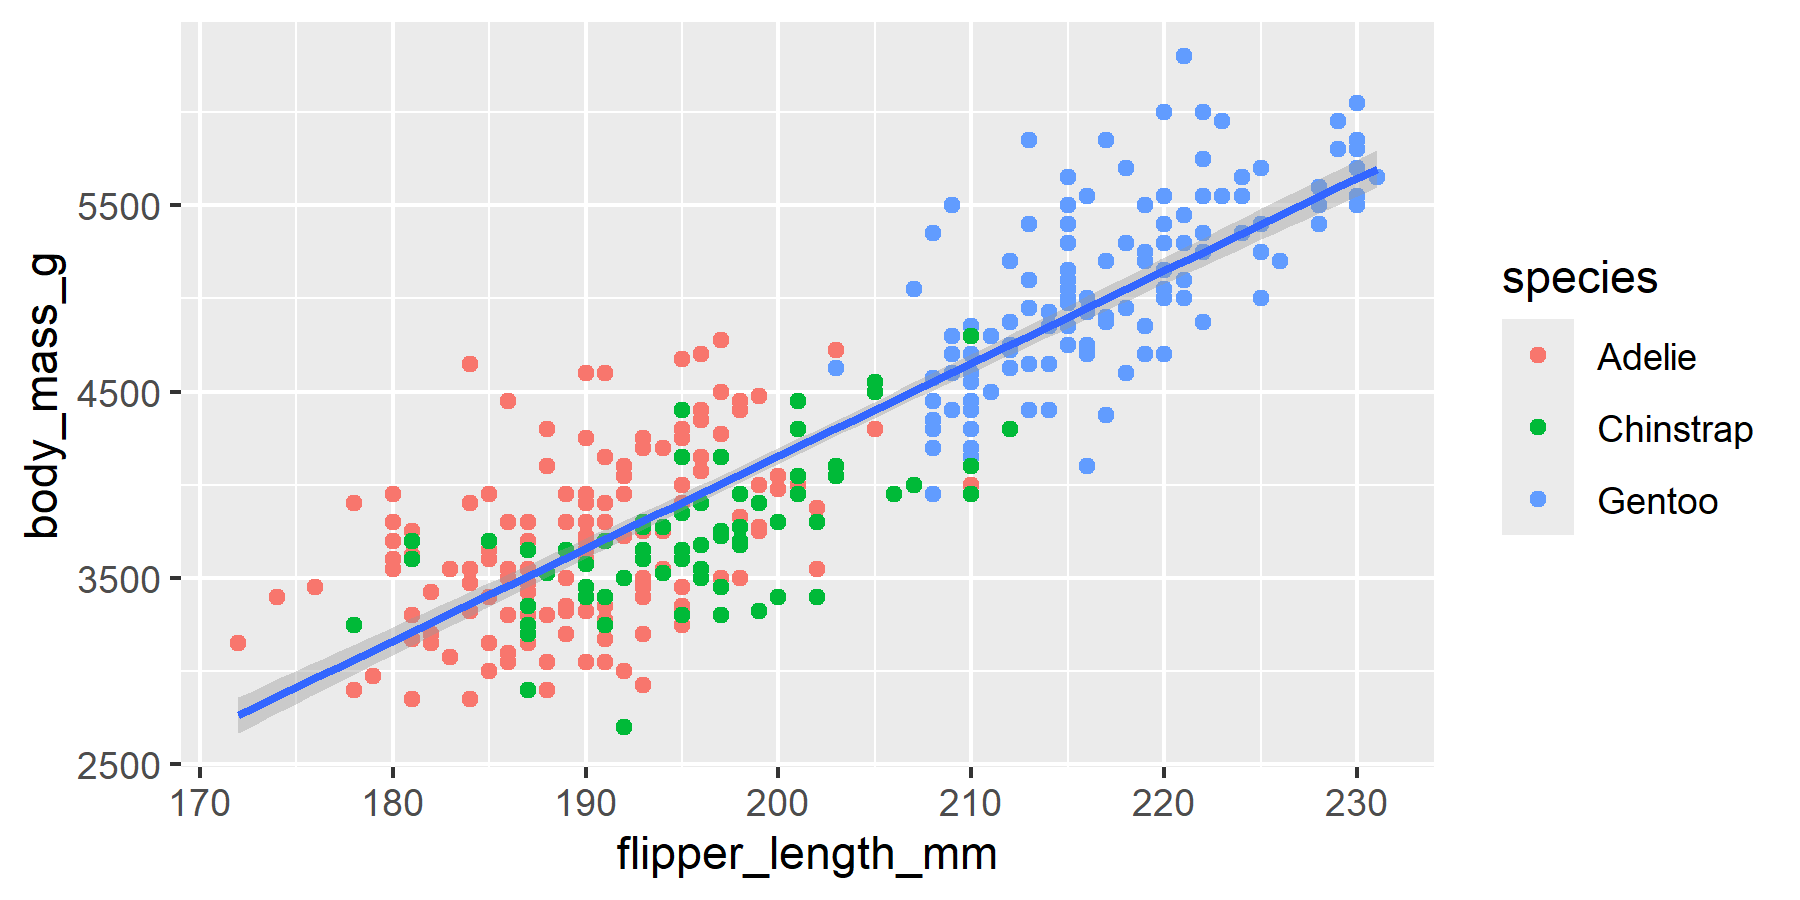 body_mass_g
5500
4500
3500
2500
170 180 190 200 210 220 230
flipper_length_mm
species
Adelie
Chinstrap
Gentoo